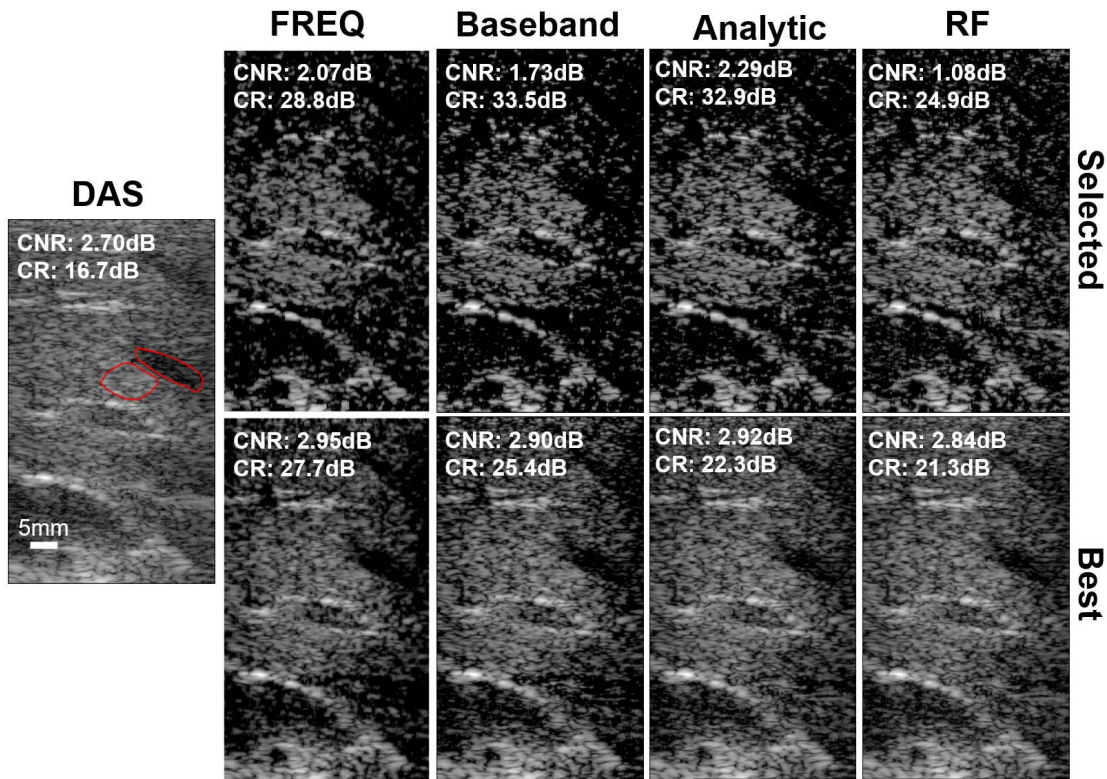 FREQ
Baseband
Analytic
RF
CNR: 2.07dB
CR: 28.8dB
CNR: 1.73dB
CR: 33.5dB
CNR: 2.29dB
CR: 32.9dB
CNR: 1.08dB
CR: 24.9dB
Selected
DAS
CNR: 2.70dB
CR: 16.7dB
5mm
CNR: 2.95dB
CR: 27.7dB
CNR: 2.90dB
CR: 25.4dB
CNR: 2.92dB
CR: 22.3dB
CNR: 2.84dB
CR: 21.3dB
Best